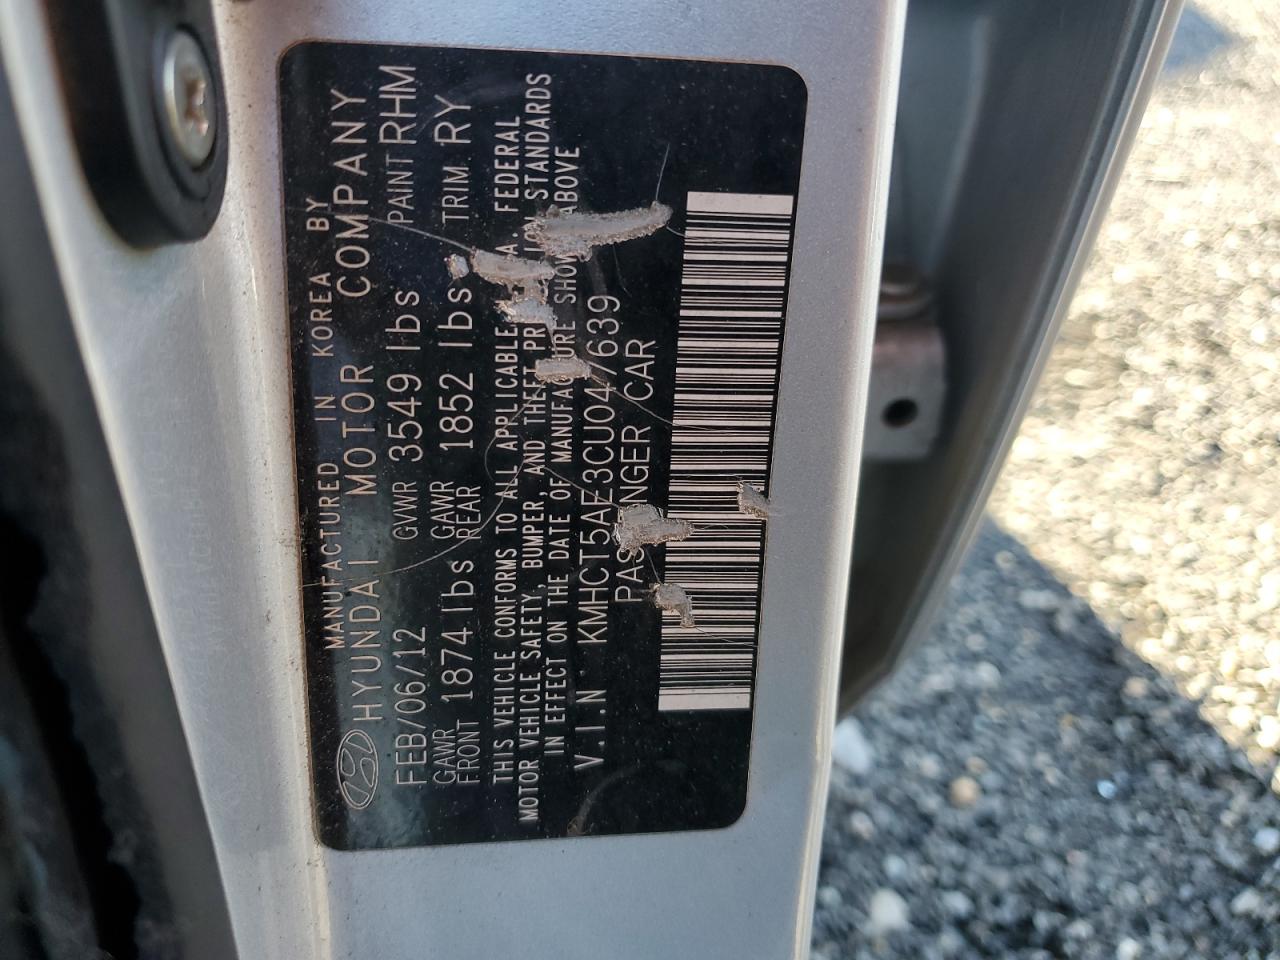 MANUFACTURED IN KOREA BY
HYUNDAI MOTOR COMPANY
FEB/06/12 GVWR 3549 lbs PAINT RHM
GAWR FRONT 1874 lbs GAWR REAR 1852 lbs TRIM RY
THIS VEHICLE CONFORMS TO ALL APPLICABLE FEDERAL
MOTOR VEHICLE SAFETY, BUMPER, AND THEFT STANDARDS
IN EFFECT ON THE DATE OF MANUFACTURE SHOWN ABOVE
V.I.N KMHCT5AE3CU047639
PASSENGER CAR